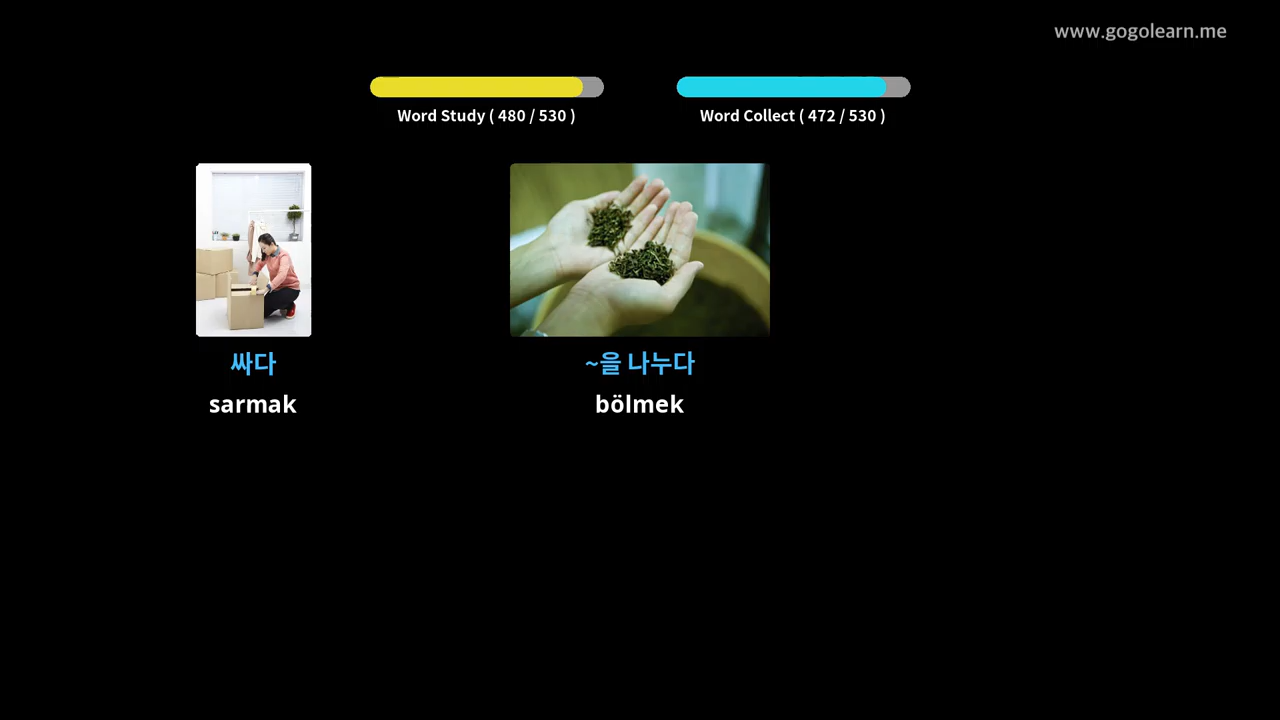 www.gogolearn.me
Word Study ( 480 / 530 )
Word Collect ( 472 / 530 )
싸다
sarmak
~을 나누다
bölmek